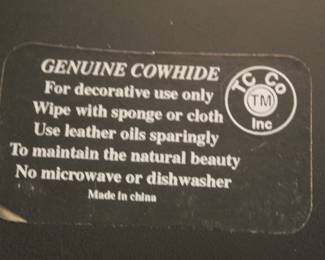 GENUINE COWHIDE
For decorative use only
Wipe with sponge or cloth
Use leather oils sparingly
To maintain the natural beauty
No microwave or dishwasher
Made in china
TC Co
TM
Inc